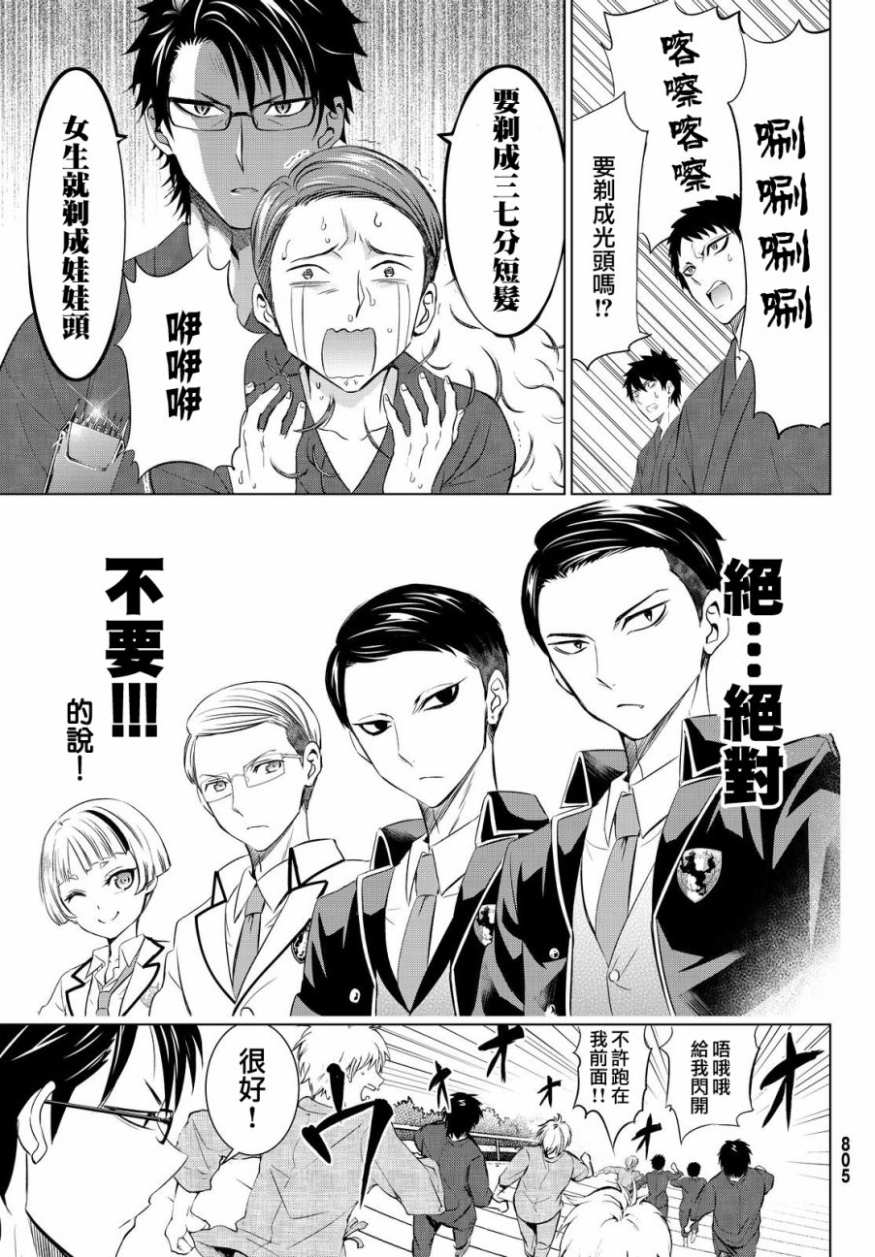 喀嚓喀嚓
唰唰唰唰
要剃成光頭嗎!?
要剃成三七分短髮
女生就剃成娃娃頭
咿咿咿
絕…絕對
不要!!!
的說！
唔哦哦
給我閃開
不許跑在
我前面!!
很好！
ウォ
805